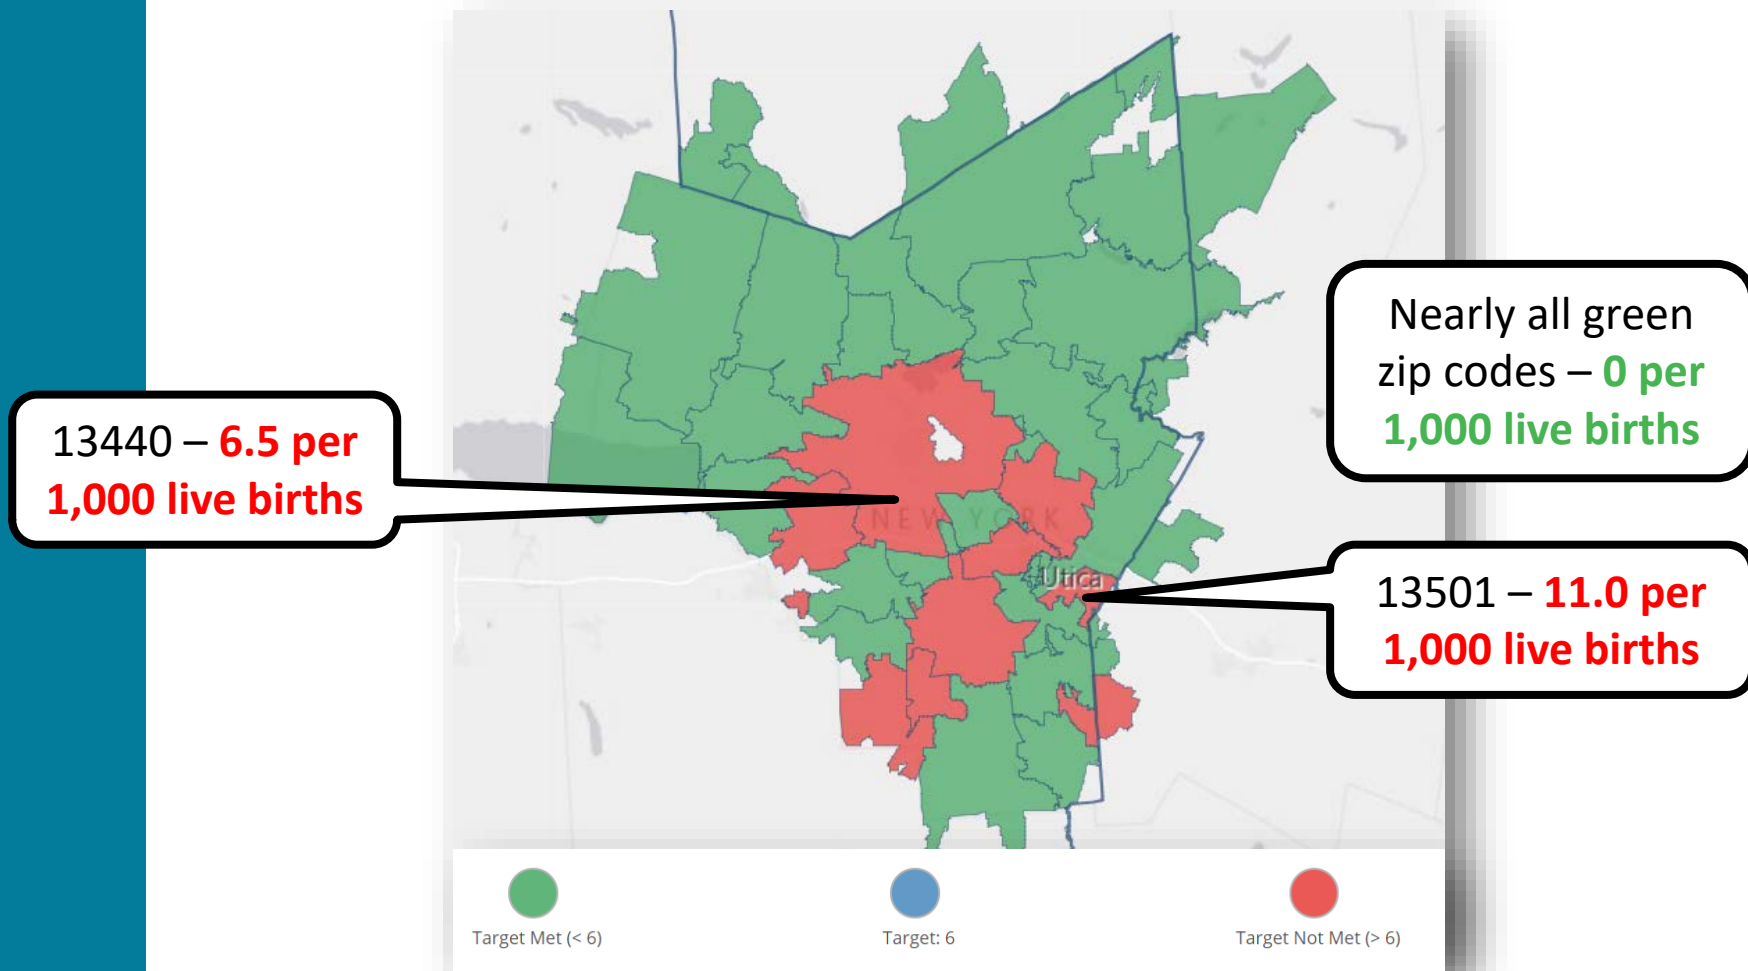 Nearly all green
zip codes – 0 per
1,000 live births
13440 – 6.5 per
1,000 live births
NEW YORK
Utica
13501 – 11.0 per
1,000 live births
Target Met (< 6)
Target: 6
Target Not Met (> 6)